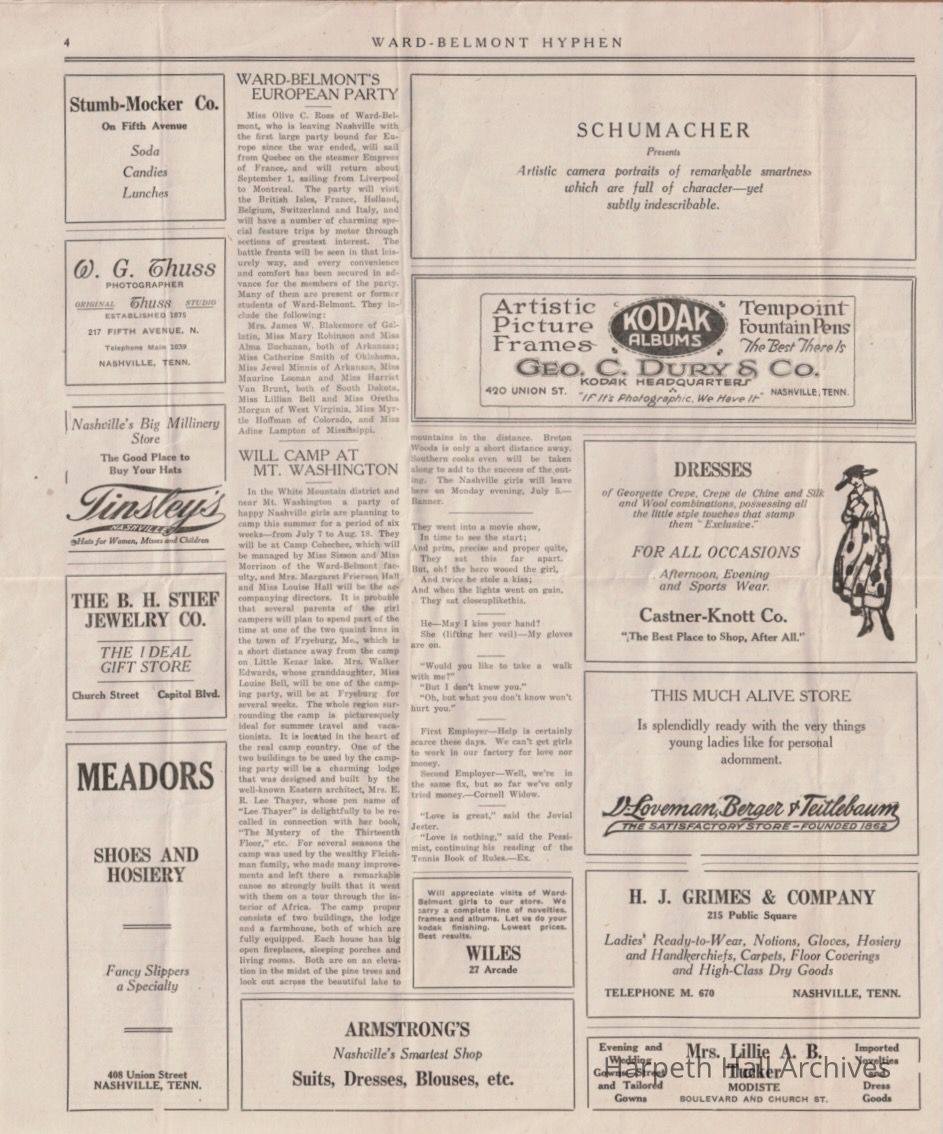 4
WARD-BELMONT HYPHEN
Stumb-Mocker Co.
On Fifth Avenue
Soda
Candies
Lunches
W. G. Thuss
PHOTOGRAPHER
ORIGINAL Thuss STUDIO
ESTABLISHED 1875
217 FIFTH AVENUE, N.
Telephone Main 1039
NASHVILLE, TENN.
Nashville's Big Millinery
Store
The Good Place to
Buy Your Hats
Tinsley's
NASHVILLE
Hats for Women, Misses and Children
THE B. H. STIEF
JEWELRY CO.
THE IDEAL
GIFT STORE
Church Street Capitol Blvd.
MEADORS
SHOES AND
HOSIERY
Fancy Slippers
a Specialty
408 Union Street
NASHVILLE, TENN.
WARD-BELMONT'S
EUROPEAN PARTY
Miss Olive C. Ross of Ward-Bel-
mont, who is leaving Nashville with
the first large party bound for Eu-
rope since the war ended, will sail
from Quebec on the steamer Empress
of France, and will return about
September 1, sailing from Liverpool
to Montreal. The party will visit
the British Isles, France, Holland,
Belgium, Switzerland and Italy, and
will have a number of charming spe-
cial feature trips by motor through
sections of greatest interest. The
battle fronts will be seen in that leis-
urely way, and every convenience
and comfort has been secured in ad-
vance for the members of the party.
Many of them are present or former
students of Ward-Belmont. They in-
clude the following:
Mrs. James W. Blakemore of Gal-
latin, Miss Mary Robinson and Miss
Alma Buchanan, both of Arkansas;
Miss Catherine Smith of Oklahoma,
Miss Jewel Minnis of Arkansas, Miss
Maurine Loonan and Miss Harriet
Van Brunt, both of South Dakota,
Miss Lillian Bell and Miss Oretha
Morgan of West Virginia, Miss Myr-
tle Hoffman of Colorado, and Miss
Adine Lampton of Mississippi.
WILL CAMP AT
MT. WASHINGTON
In the White Mountain district and
near Mt. Washington a party of
happy Nashville girls are planning to
camp this summer for a period of six
weeks—from July 7 to Aug. 18. They
will be at Camp Cohechee, which will
be managed by Miss Sisson and Miss
Morrison of the Ward-Belmont fac-
ulty, and Mrs. Margaret Frierson Hall
and Miss Louise Hall will be the ac-
companying directors. It is probable
that several parents of the girl
campers will plan to spend part of the
time at one of the two quaint inns in
the town of Fryeburg, Me., which is
a short distance away from the camp
on Little Kezar lake. Mrs. Walker
Edwards, whose granddaughter, Miss
Louise Bell, will be one of the camp-
ing party, will be at Fryeburg for
several weeks. The whole region sur-
rounding the camp is picturesquely
ideal for summer travel and vaca-
tionists. It is located in the heart of
the real camp country. One of the
two buildings to be used by the camp-
ing party will be a charming lodge
that was designed and built by the
well-known Eastern architect, Mrs. E.
R. Lee Thayer, whose pen name of
"Lee Thayer" is delightfully to be re-
called in connection with her book,
"The Mystery of the Thirteenth
Floor," etc. For several seasons the
camp was used by the wealthy Fleish-
man family, who made many improve-
ments and left there a remarkable
canoe so strongly built that it went
with them on a tour through the in-
terior of Africa. The camp proper
consists of two buildings, the lodge
and a farmhouse, both of which are
fully equipped. Each house has big
open fireplaces, sleeping porches and
living rooms. Both are on an eleva-
tion in the midst of the pine trees and
look out across the beautiful lake to
mountains in the distance. Breton
Woods is only a short distance away.
Southern cooks even will be taken
along to add to the success of the out-
ing. The Nashville girls will leave
here on Monday evening, July 5.—
Banner.
They went into a movie show,
In time to see the start;
And prim, precise and proper quite,
They sat this far apart.
But, oh! the hero wooed the girl,
And twice he stole a kiss;
And when the lights went on gain,
They sat closeuplikethis.
He—May I kiss your hand?
She (lifting her veil)—My gloves
are on.
"Would you like to take a walk
with me?"
"But I don't know you."
"Oh, but what you don't know won't
hurt you."
First Employer—Help is certainly
scarce these days. We can't get girls
to work in our factory for love nor
money.
Second Employer—Well, we're in
the same fix, but so far we've only
tried money.—Cornell Widow.
"Love is great," said the Jovial
Jester.
"Love is nothing," said the Pessi-
mist, continuing his reading of the
Tennis Book of Rules.—Ex.
Will appreciate visits of Ward-
Belmont girls to our store. We
carry a complete line of novelties,
frames and albums. Let us do your
kodak finishing. Lowest prices.
Best results.
WILES
27 Arcade
ARMSTRONG'S
Nashville's Smartest Shop
Suits, Dresses, Blouses, etc.
SCHUMACHER
Presents
Artistic camera portraits of remarkable smartness
which are full of character—yet
subtly indescribable.
Artistic
Picture
Frames
KODAK
ALBUMS
Tempoint
Fountain Pens
The Best There Is
GEO. C. DURY & CO.
KODAK HEADQUARTERS
420 UNION ST. "If It's Photographic, We Have It" NASHVILLE, TENN.
DRESSES
of Georgette Crepe, Crepe de Chine and Silk
and Wool combinations, possessing all
the little style touches that stamp
them "Exclusive."
FOR ALL OCCASIONS
Afternoon, Evening
and Sports Wear.
Castner-Knott Co.
"The Best Place to Shop, After All."
THIS MUCH ALIVE STORE
Is splendidly ready with the very things
young ladies like for personal
adornment.
D. Loveman, Berger & Teitlebaum
THE SATISFACTORY STORE – FOUNDED 1862
H. J. GRIMES & COMPANY
215 Public Square
Ladies' Ready-to-Wear, Notions, Gloves, Hosiery
and Handkerchiefs, Carpets, Floor Coverings
and High-Class Dry Goods
TELEPHONE M. 670 NASHVILLE, TENN.
Evening and
Wedding
Gowns, Street
and Tailored
Gowns
Mrs. Lillie A. B.
Tucker
MODISTE
BOULEVARD AND CHURCH ST.
Imported
Novelties
and
Dress
Goods
Harpeth Hall Archives